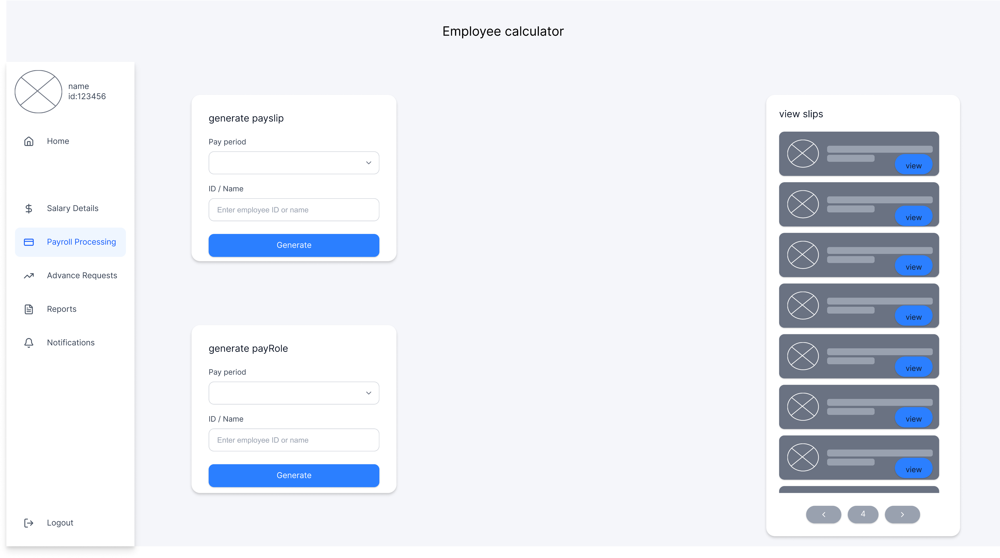 Employee calculator
name
id:123456
Home
Salary Details
Payroll Processing
Advance Requests
Reports
Notifications
Logout
generate payslip
Pay period
ID / Name
Enter employee ID or name
Generate
generate payRole
Pay period
ID / Name
Enter employee ID or name
Generate
view slips
view
view
view
view
view
view
view
4